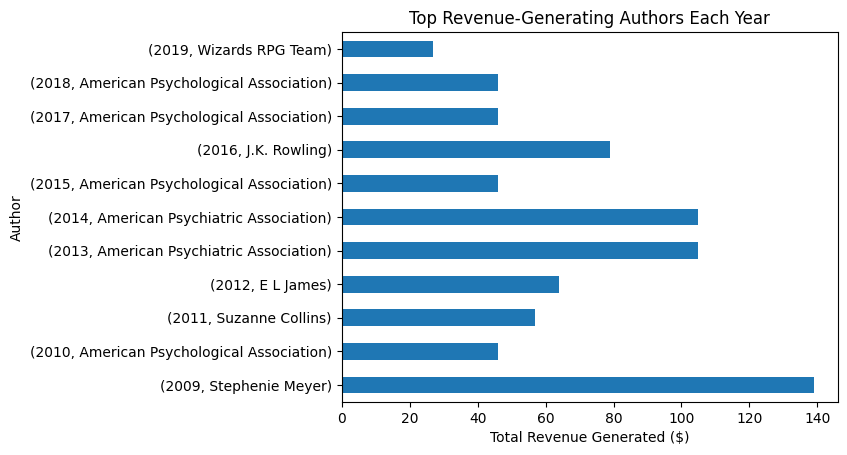 Top Revenue-Generating Authors Each Year
(2019, Wizards RPG Team)
(2018, American Psychological Association)
(2017, American Psychological Association)
(2016, J.K. Rowling)
(2015, American Psychological Association)
(2014, American Psychiatric Association)
(2013, American Psychiatric Association)
(2012, E L James)
(2011, Suzanne Collins)
(2010, American Psychological Association)
(2009, Stephenie Meyer)
Author
0 20 40 60 80 100 120 140
Total Revenue Generated ($)